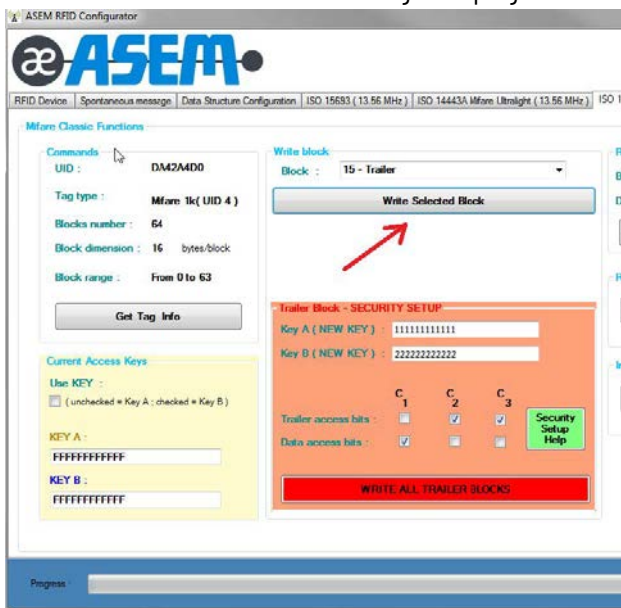 ASEM RFID Configurator
æ ASEM
RFID Device Spontaneous message Data Structure Configuration ISO 15693 ( 13.56 MHz ) ISO 14443A Mifare Ultralight ( 13.56 MHz ) ISO 1
Mifare Classic Functions
Commands
UID : DA42A4D0
Tag type : Mifare 1k( UID 4 )
Blocks number : 64
Block dimension : 16 bytes/block
Block range : From 0 to 63
Get Tag Info
Current Access Keys
Use KEY :
( unchecked = Key A ; checked = Key B )
KEY A :
FFFFFFFFFFFF
KEY B :
FFFFFFFFFFFF
Write block
Block : 15 - Trailer
Write Selected Block
Trailer Block - SECURITY SETUP
Key A ( NEW KEY ) : 111111111111
Key B ( NEW KEY ) : 222222222222
C 1 C 2 C 3
Trailer access bits :
Data access bits :
Security
Setup
Help
WRITE ALL TRAILER BLOCKS
Progress :